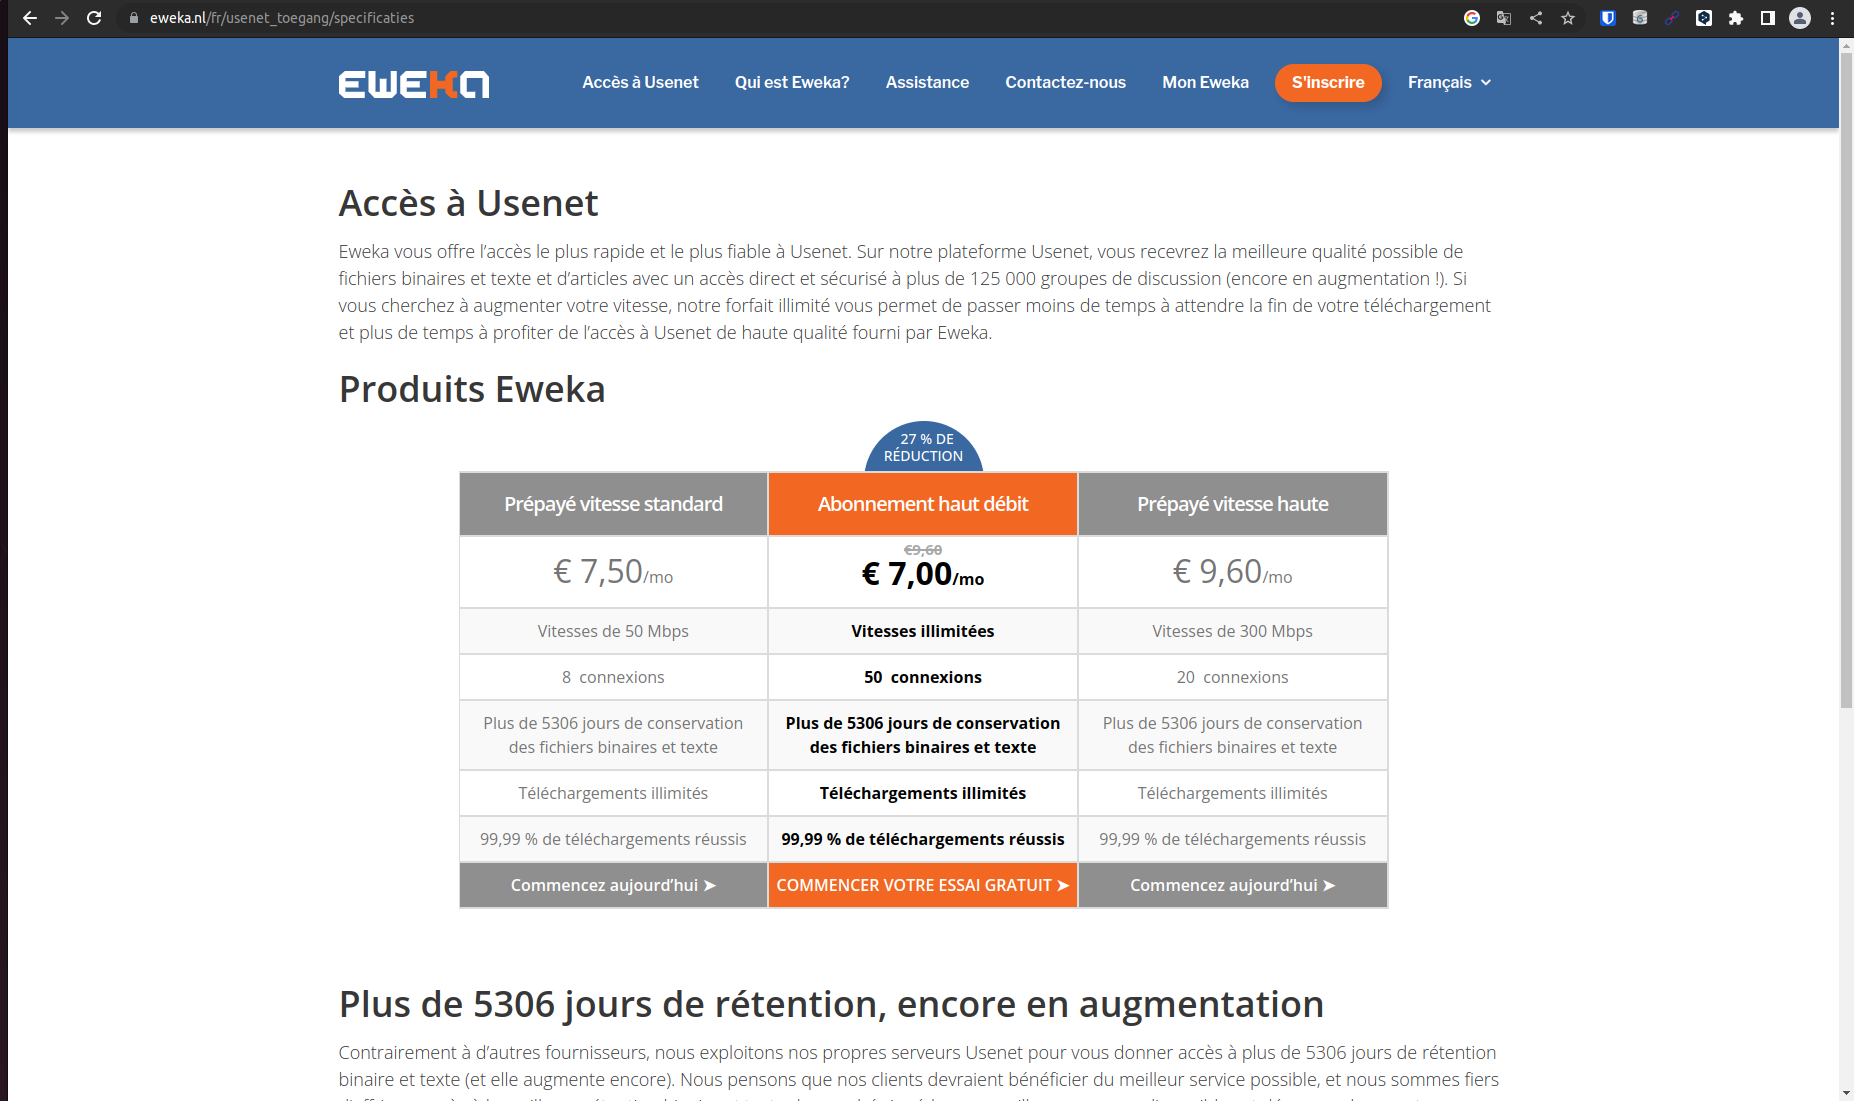 eweka.nl/fr/usenet_toegang/specificaties
EWEKA
Accès à Usenet
Qui est Eweka?
Assistance
Contactez-nous
Mon Eweka
S'inscrire
Français
Accès à Usenet
Eweka vous offre l’accès le plus rapide et le plus fiable à Usenet. Sur notre plateforme Usenet, vous recevrez la meilleure qualité possible de
fichiers binaires et texte et d’articles avec un accès direct et sécurisé à plus de 125 000 groupes de discussion (encore en augmentation !). Si
vous cherchez à augmenter votre vitesse, notre forfait illimité vous permet de passer moins de temps à attendre la fin de votre téléchargement
et plus de temps à profiter de l’accès à Usenet de haute qualité fourni par Eweka.
Produits Eweka
27 % DE
RÉDUCTION
Prépayé vitesse standard
Abonnement haut débit
Prépayé vitesse haute
€ 7,50/mo
€9,60
€ 7,00/mo
€ 9,60/mo
Vitesses de 50 Mbps
Vitesses illimitées
Vitesses de 300 Mbps
8 connexions
50 connexions
20 connexions
Plus de 5306 jours de conservation
des fichiers binaires et texte
Plus de 5306 jours de conservation
des fichiers binaires et texte
Plus de 5306 jours de conservation
des fichiers binaires et texte
Téléchargements illimités
Téléchargements illimités
Téléchargements illimités
99,99 % de téléchargements réussis
99,99 % de téléchargements réussis
99,99 % de téléchargements réussis
Commencez aujourd’hui ➤
COMMENCER VOTRE ESSAI GRATUIT ➤
Commencez aujourd’hui ➤
Plus de 5306 jours de rétention, encore en augmentation
Contrairement à d’autres fournisseurs, nous exploitons nos propres serveurs Usenet pour vous donner accès à plus de 5306 jours de rétention
binaire et texte (et elle augmente encore). Nous pensons que nos clients devraient bénéficier du meilleur service possible, et nous sommes fiers